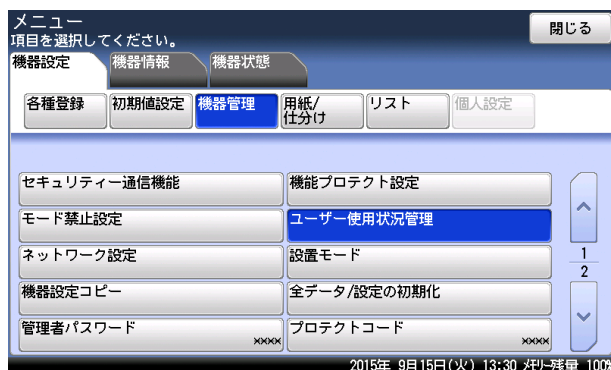 メニュー
項目を選択してください。
閉じる
機器設定 機器情報 機器状態
各種登録 初期値設定 機器管理 用紙/
仕分け リスト 個人設定
セキュリティー通信機能 機能プロテクト設定
モード禁止設定 ユーザー使用状況管理
ネットワーク設定 設置モード
機器設定コピー 全データ/設定の初期化
管理者パスワード ×××× プロテクトコード ××××
1
2
2015年 9月15日(火) 13:30 メモリー残量 100%